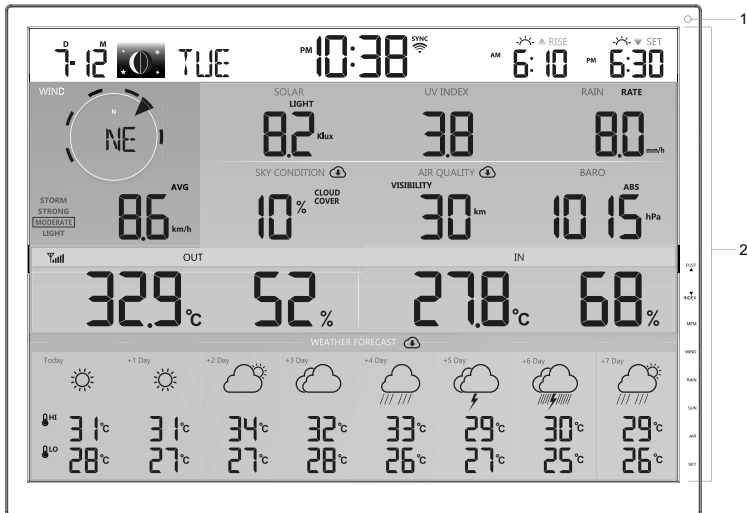 1
D M
7-12 TUE PM 10:38 SYNC AM 6:10 RISE PM 6:30 SET
WIND
N
NE
STORM
STRONG
MODERATE
LIGHT
AVG
8.6 km/h
SOLAR
LIGHT
8.2 Klux
UV INDEX
3.8
RAIN RATE
8.0 mm/h
SKY CONDITION
10 % CLOUD
COVER
AIR QUALITY
VISIBILITY
30 km
BARO
ABS
1015 hPa
2
OUT
32.9 °C 52 %
IN
27.8 °C 68 %
FCST
INDEX
MEM
WIND
RAIN
SUN
AIR
SKY
WEATHER FORECAST
Today +1 Day +2 Day +3 Day +4 Day +5 Day +6 Day +7 Day
HI 31°C 31°C 34°C 32°C 33°C 29°C 30°C 29°C
LO 28°C 27°C 27°C 28°C 26°C 27°C 25°C 26°C